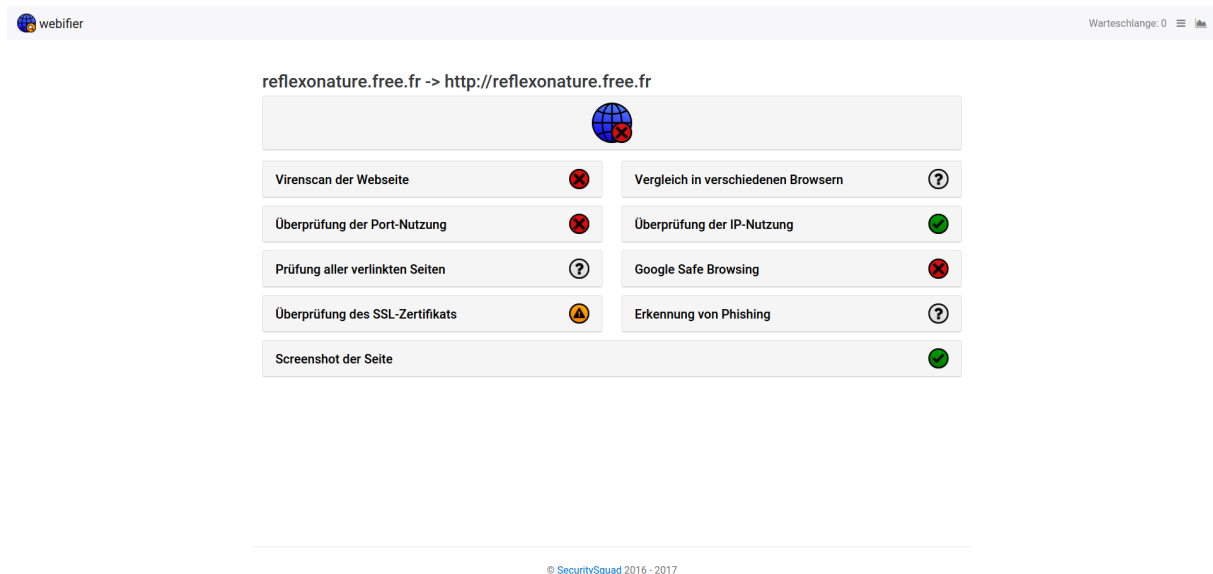 webifier
Warteschlange: 0
reflexonature.free.fr -> http://reflexonature.free.fr
Virenscan der Webseite
Vergleich in verschiedenen Browsern
Überprüfung der Port-Nutzung
Überprüfung der IP-Nutzung
Prüfung aller verlinkten Seiten
Google Safe Browsing
Überprüfung des SSL-Zertifikats
Erkennung von Phishing
Screenshot der Seite
© SecuritySquad 2016 - 2017